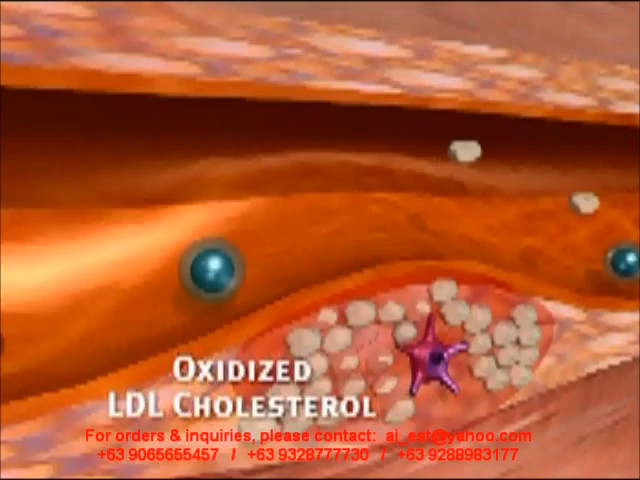 OXIDIZED
LDL CHOLESTEROL
For orders & inquiries, please contact: ai_est@yahoo.com
+63 9065655457 / +63 9328777730 / +63 9288983177